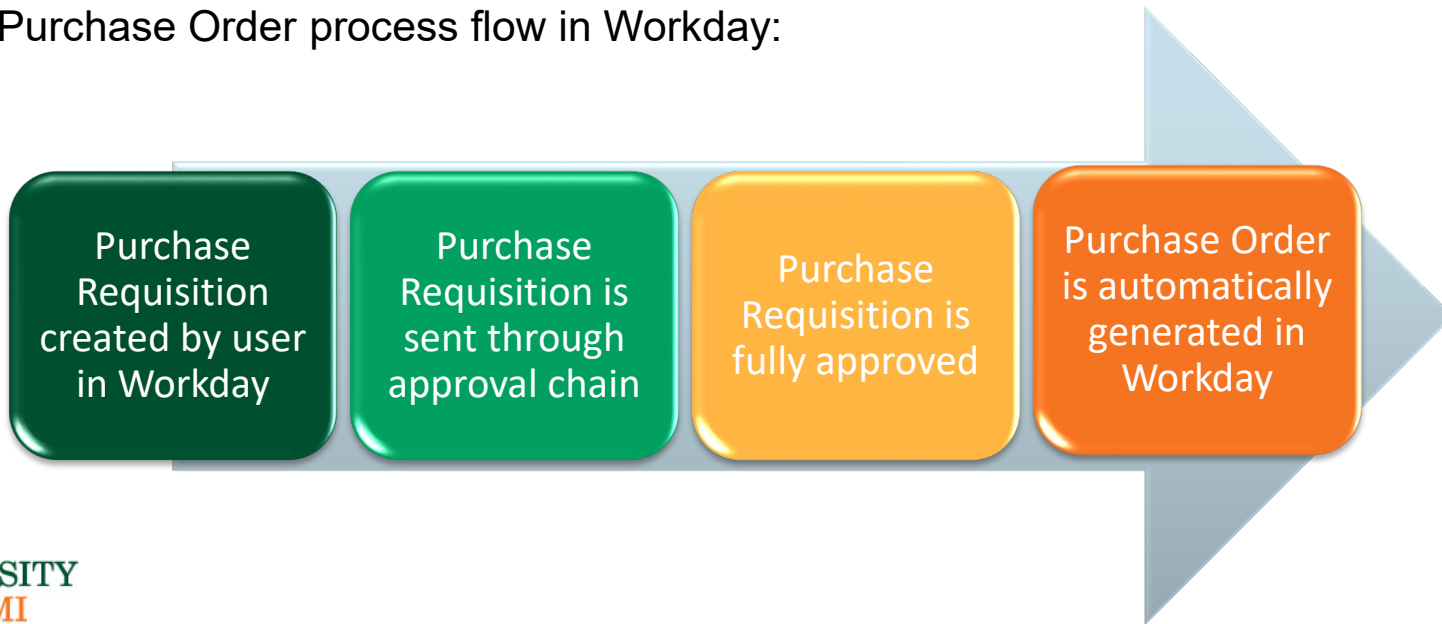 Purchase Order process flow in Workday:
Purchase
Requisition
created by user
in Workday
Purchase
Requisition is
sent through
approval chain
Purchase
Requisition is
fully approved
Purchase Order
is automatically
generated in
Workday
SITY
MI